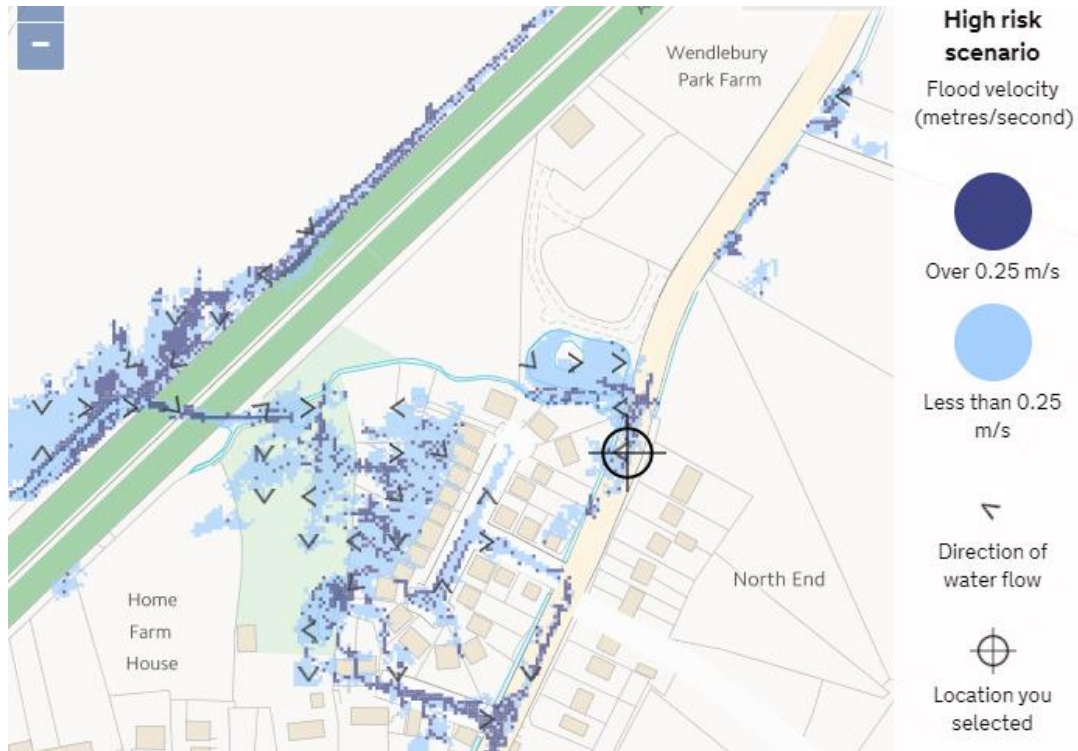 Wendlebury
Park Farm
North End
Home
Farm
House
High risk
scenario
Flood velocity
(metres/second)
Over 0.25 m/s
Less than 0.25
m/s
Direction of
water flow
Location you
selected